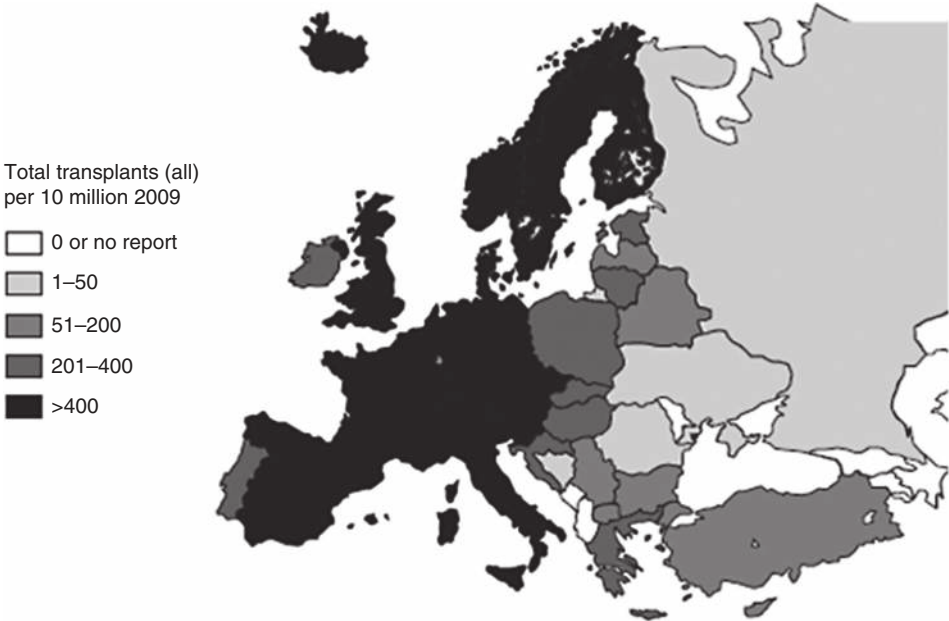 Total transplants (all)
per 10 million 2009
0 or no report
1–50
51–200
201–400
>400